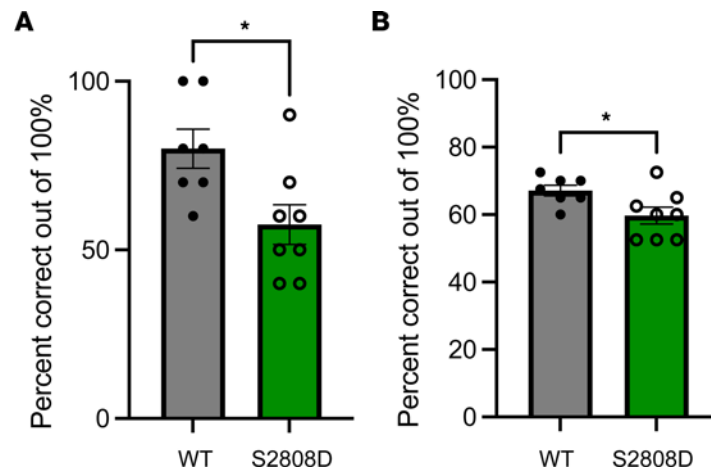 A
*
Percent correct out of 100%
100
50
0
WT S2808D
B
*
Percent correct out of 100%
100
80
60
40
20
0
WT S2808D